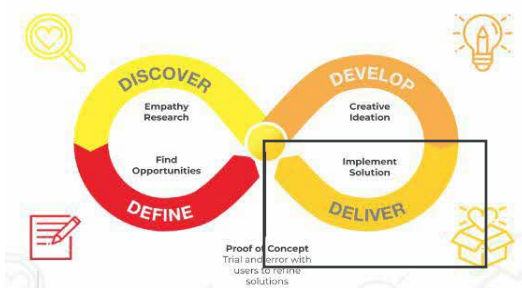 DISCOVER
Empathy
Research
Find
Opportunities
DEFINE
DEVELOP
Creative
Ideation
Implement
Solution
DELIVER
Proof of Concept
Trial and error with
users to refine
solutions